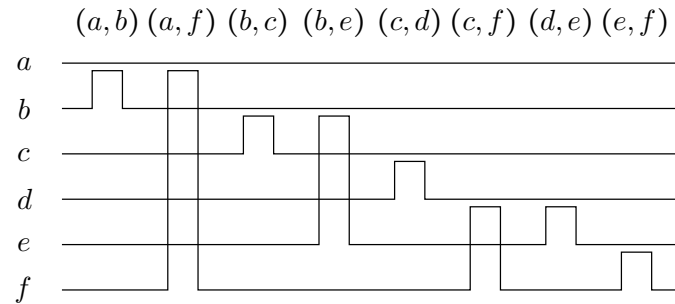 (a, b) (a, f) (b, c) (b, e) (c, d) (c, f) (d, e) (e, f)
a
b
c
d
e
f